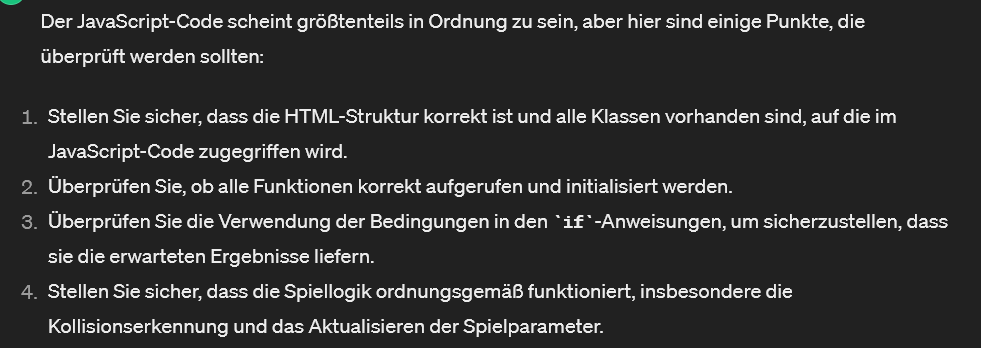 Der JavaScript-Code scheint größtenteils in Ordnung zu sein, aber hier sind einige Punkte, die
überprüft werden sollten:
1. Stellen Sie sicher, dass die HTML-Struktur korrekt ist und alle Klassen vorhanden sind, auf die im
JavaScript-Code zugegriffen wird.
2. Überprüfen Sie, ob alle Funktionen korrekt aufgerufen und initialisiert werden.
3. Überprüfen Sie die Verwendung der Bedingungen in den `if`-Anweisungen, um sicherzustellen, dass
sie die erwarteten Ergebnisse liefern.
4. Stellen Sie sicher, dass die Spiellogik ordnungsgemäß funktioniert, insbesondere die
Kollisionserkennung und das Aktualisieren der Spielparameter.